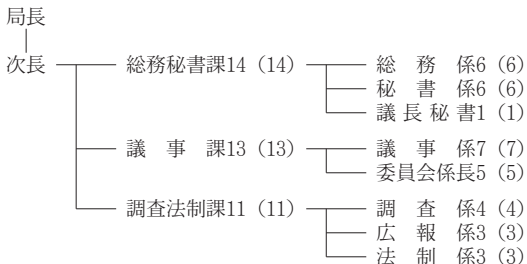 局長
次長 総務秘書課14（14） 総務係6（6）
秘書係6（6）
議長秘書1（1）
議事課13（13） 議事係7（7）
委員会係長5（5）
調査法制課11（11） 調査係4（4）
広報係3（3）
法制係3（3）